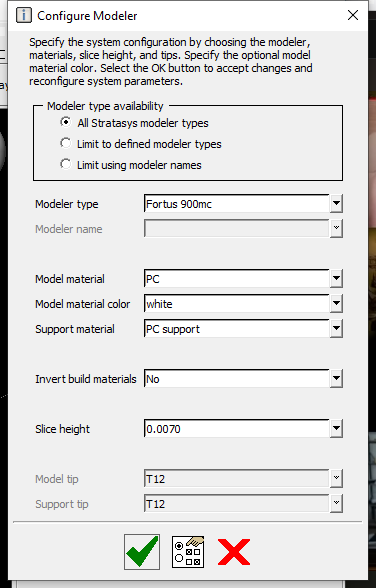 Configure Modeler
Specify the system configuration by choosing the modeler,
materials, slice height, and tips. Specify the optional model
material color. Select the OK button to accept changes and
reconfigure system parameters.
Modeler type availability
All Stratasys modeler types
Limit to defined modeler types
Limit using modeler names
Modeler type Fortus 900mc
Modeler name
Model material PC
Model material color white
Support material PC support
Invert build materials No
Slice height 0.0070
Model tip T12
Support tip T12